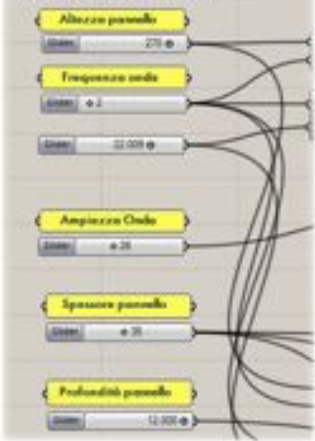 Altezza pannello
Slider 270
Frequenza onda
Slider 2
Slider 22.009
Ampiezza Onda
Slider 26
Spessore pannello
Slider 35
Profondità pannello
Slider 12.000